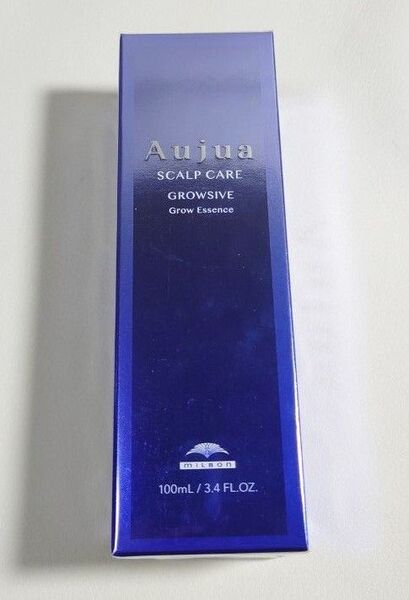 Aujua
SCALP CARE
GROWSIVE
Grow Essence
MILBON
100mL / 3.4 FL.OZ.